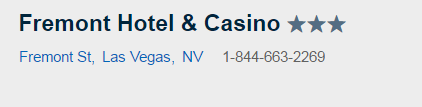 Fremont Hotel & Casino ★★★
Fremont St, Las Vegas, NV 1-844-663-2269